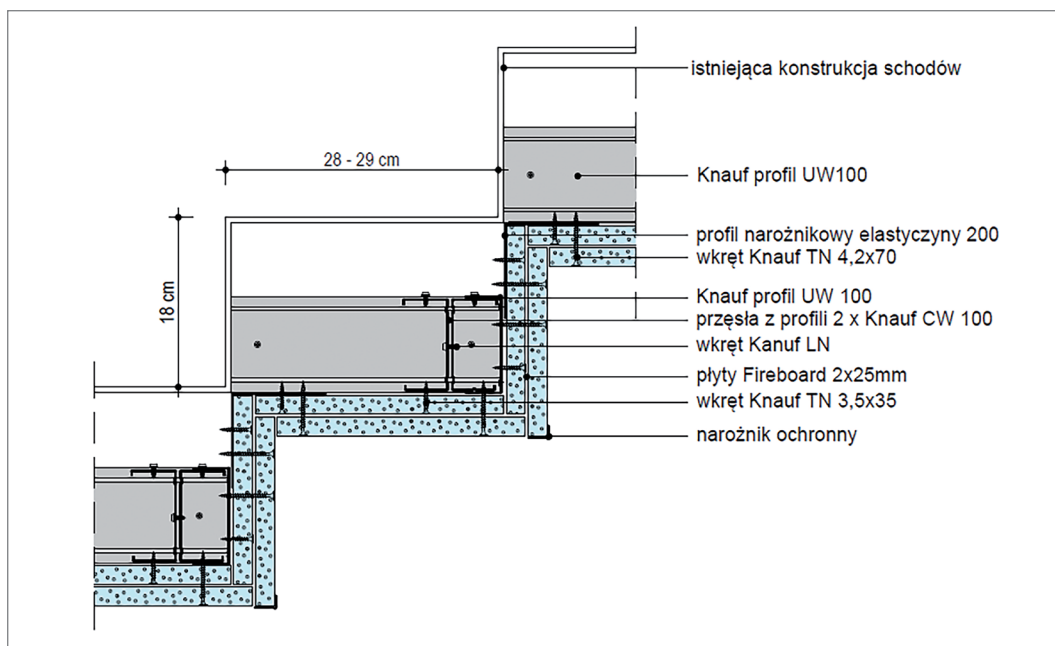 istniejąca konstrukcja schodów
28 - 29 cm
Knauf profil UW100
profil narożnikowy elastyczyny 200
wkręt Knauf TN 4,2x70
18 cm
Knauf profil UW 100
przęsła z profili 2 x Knauf CW 100
wkręt Kanuf LN
płyty Fireboard 2x25mm
wkręt Knauf TN 3,5x35
narożnik ochronny